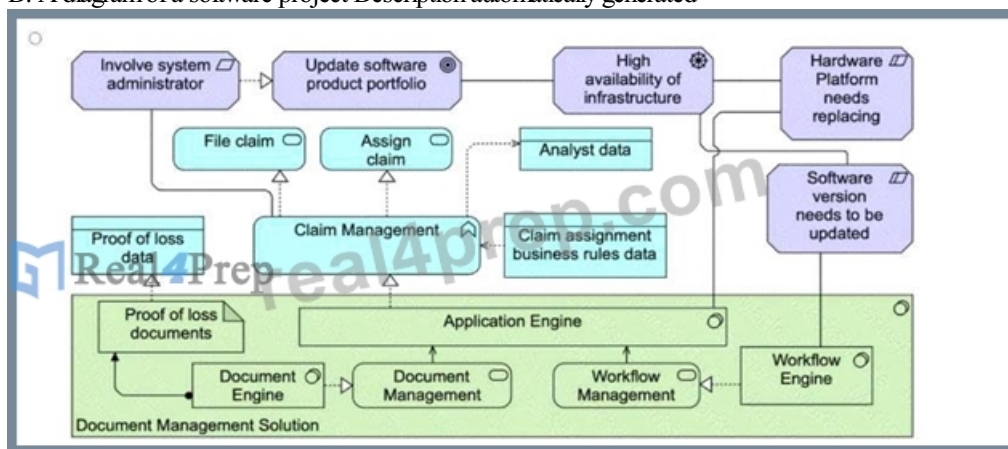 B. A diagram of a software project Description automatically generated
Involve system
administrator
Update software
product portfolio
High
availability of
infrastructure
Hardware
Platform
needs
replacing
File claim
Assign
claim
Analyst data
Software
version
needs to be
updated
Proof of loss
data
Claim Management
Claim assignment
business rules data
Real4Prep
real4prep.com
Proof of loss
documents
Application Engine
Document
Engine
Document
Management
Workflow
Management
Workflow
Engine
Document Management Solution